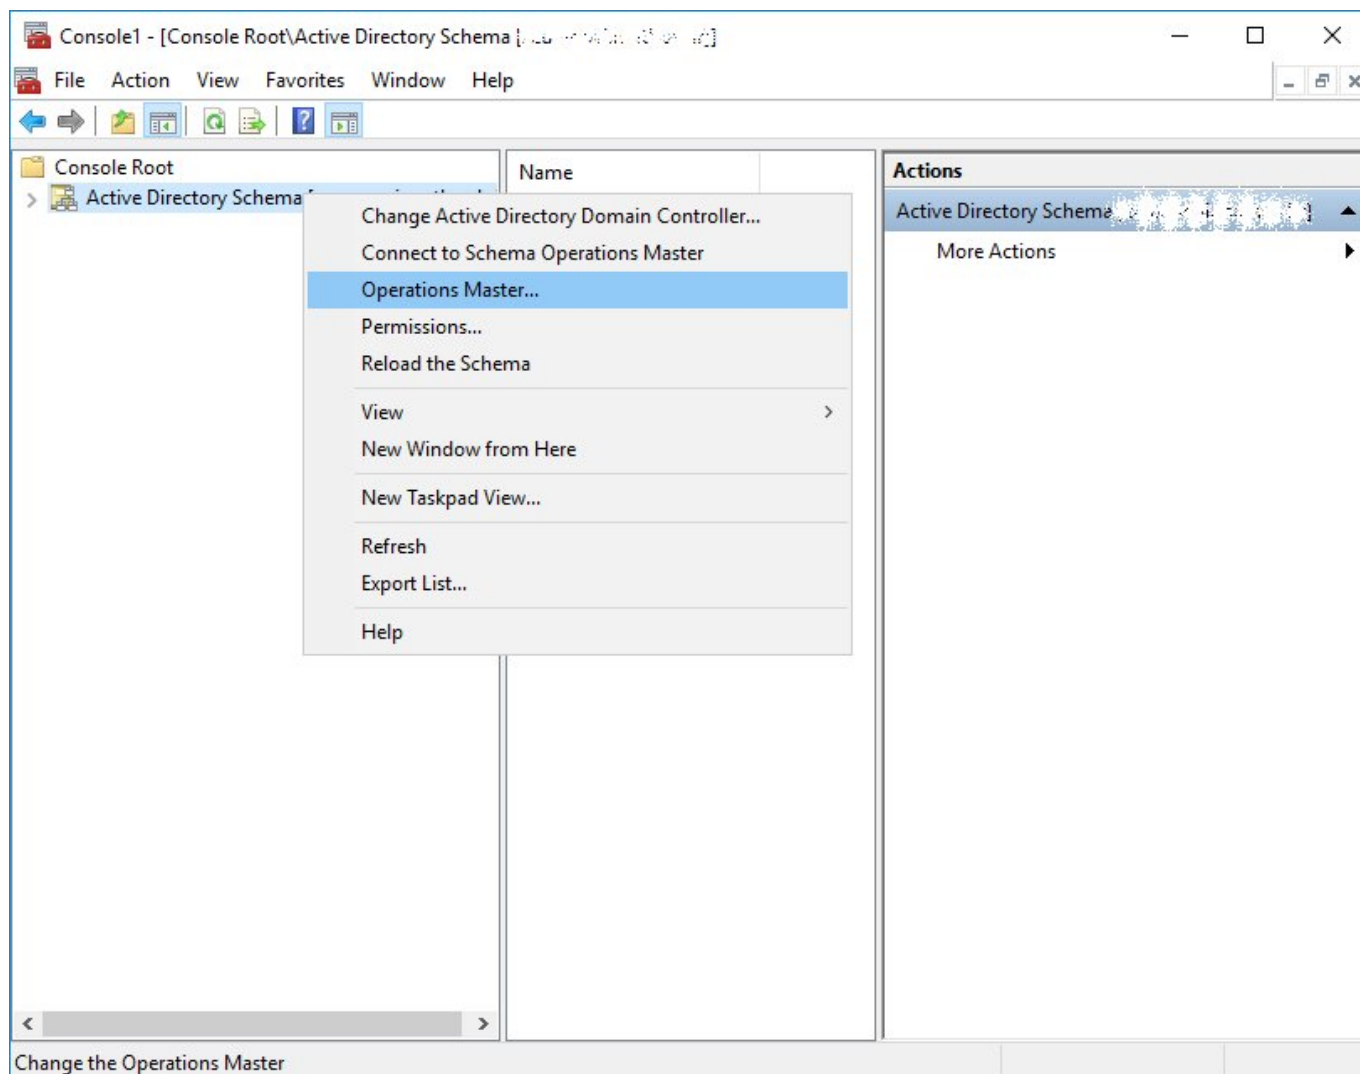 Console1 - [Console Root\Active Directory Schema [
File Action View Favorites Window Help
Console Root
Active Directory Schema
Name
Actions
Active Directory Schema
More Actions
Change Active Directory Domain Controller...
Connect to Schema Operations Master
Operations Master...
Permissions...
Reload the Schema
View
New Window from Here
New Taskpad View...
Refresh
Export List...
Help
Change the Operations Master